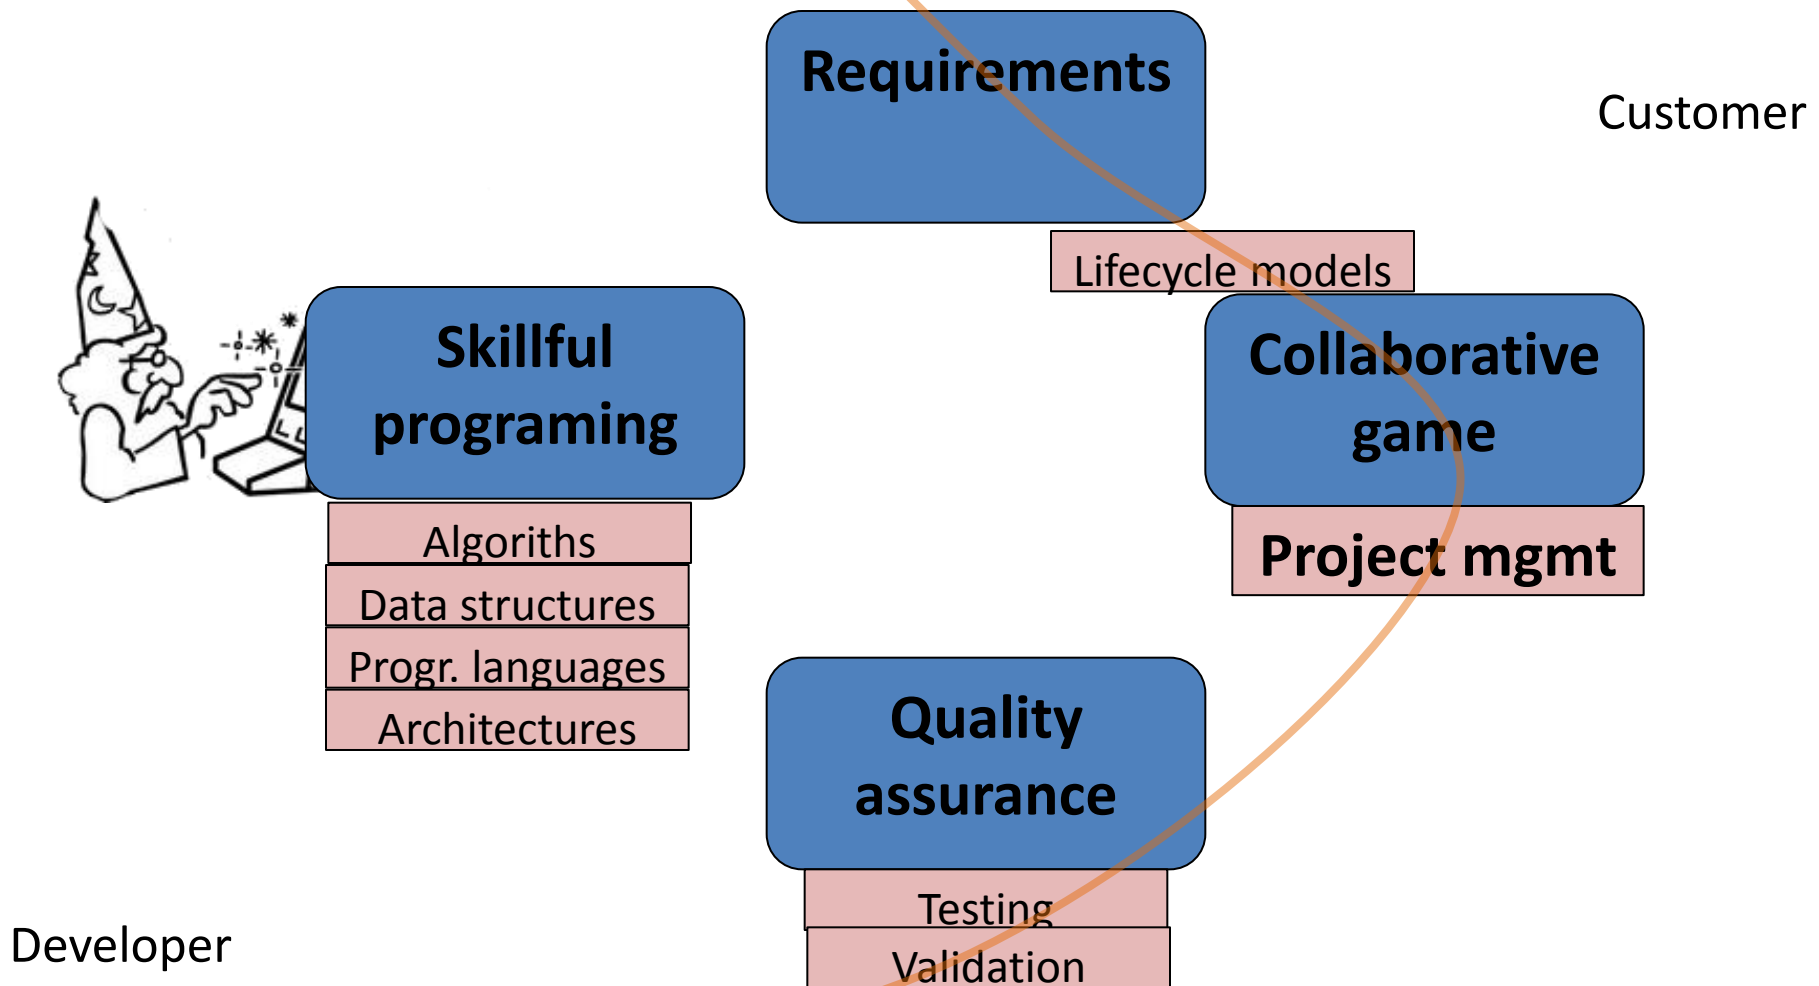 Requirements
Customer
Lifecycle models
Skillful
programing
Collaborative
game
Algoriths
Data structures
Progr. languages
Architectures
Project mgmt
Quality
assurance
Testing
Validation
Developer